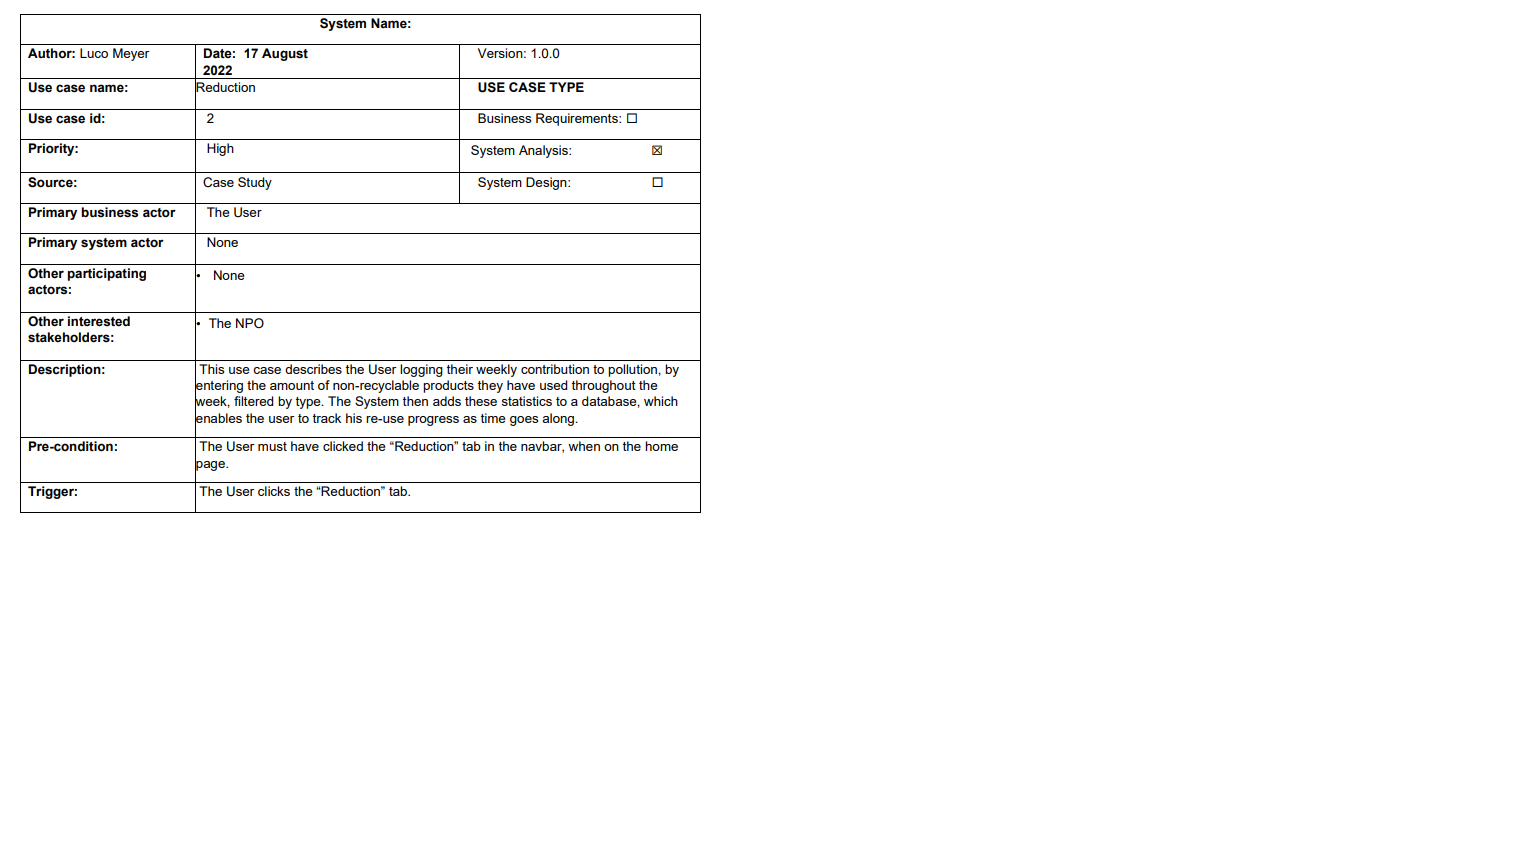 System Name:
Author: Luco Meyer
Date: 17 August
2022
Version: 1.0.0
Use case name:
Reduction
USE CASE TYPE
Use case id:
2
Business Requirements: ☐
Priority:
High
System Analysis: ☒
Source:
Case Study
System Design: ☐
Primary business actor
The User
Primary system actor
None
Other participating
actors:
• None
Other interested
stakeholders:
• The NPO
Description:
This use case describes the User logging their weekly contribution to pollution, by
entering the amount of non-recyclable products they have used throughout the
week, filtered by type. The System then adds these statistics to a database, which
enables the user to track his re-use progress as time goes along.
Pre-condition:
The User must have clicked the “Reduction” tab in the navbar, when on the home
page.
Trigger:
The User clicks the “Reduction” tab.